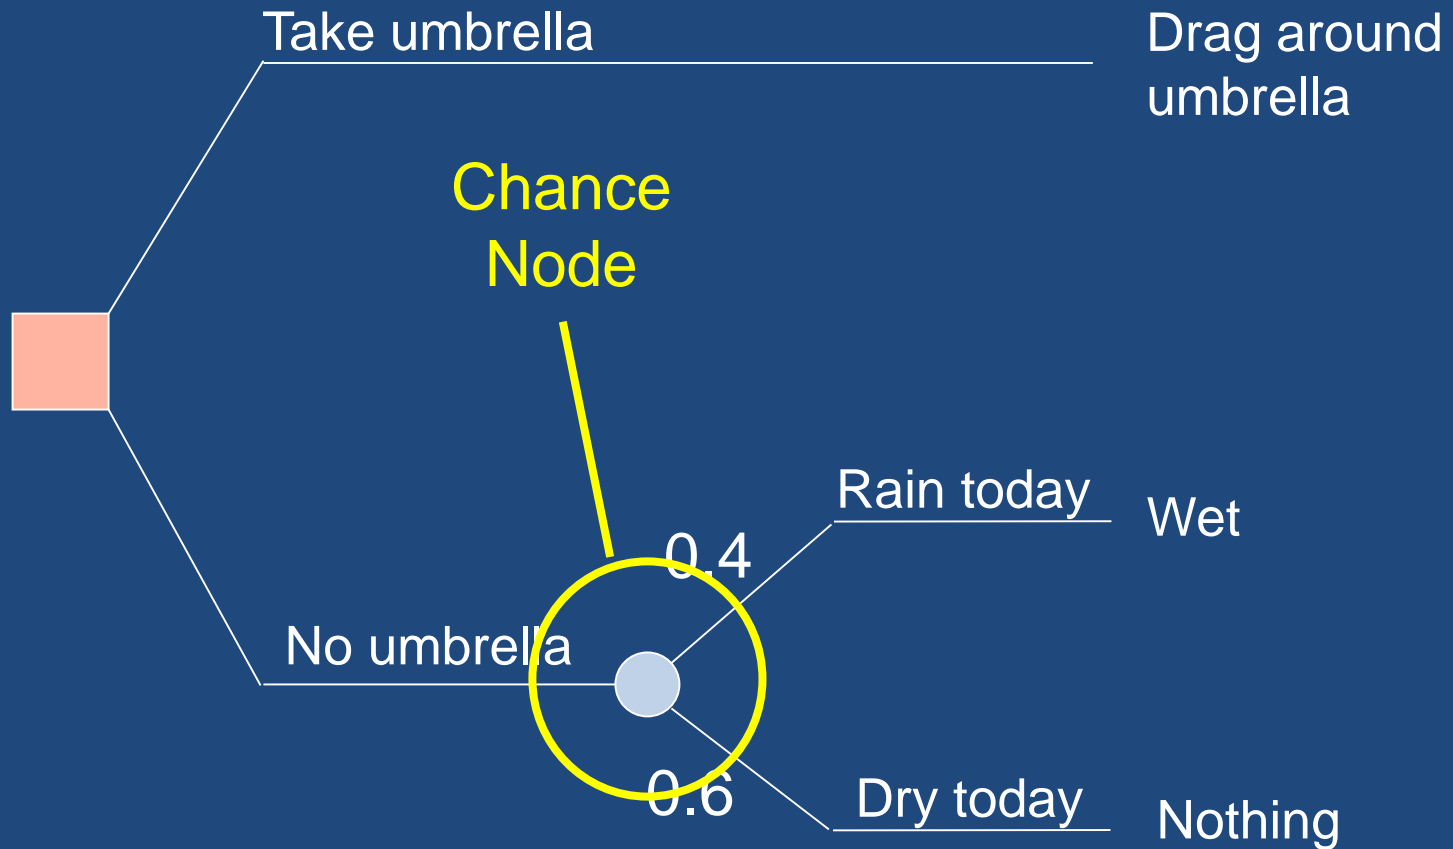 Take umbrella
Drag around
umbrella
Chance
Node
Rain today
Wet
0.4
No umbrella
0.6
Dry today
Nothing